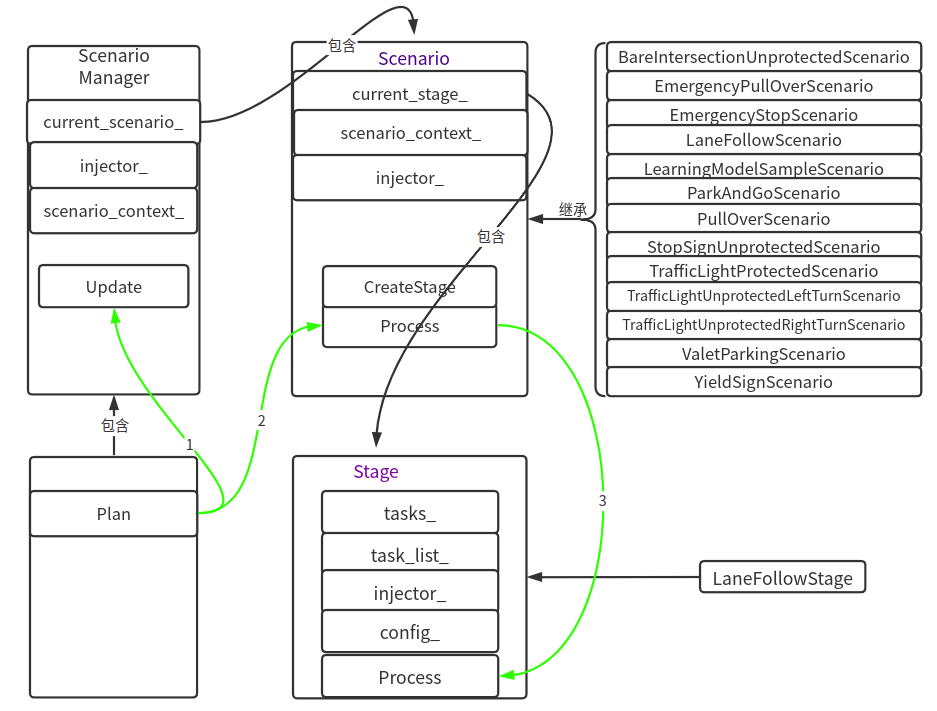 Scenario
Manager
current_scenario_
injector_
scenario_context_
Update
包含
Plan
1
2
包含
Scenario
current_stage_
scenario_context_
injector_
包含
CreateStage
Process
继承
BareIntersectionUnprotectedScenario
EmergencyPullOverScenario
EmergencyStopScenario
LaneFollowScenario
LearningModelSampleScenario
ParkAndGoScenario
PullOverScenario
StopSignUnprotectedScenario
TrafficLightProtectedScenario
TrafficLightUnprotectedLeftTurnScenario
TrafficLightUnprotectedRightTurnScenario
ValetParkingScenario
YieldSignScenario
Stage
tasks_
task_list_
injector_
config_
Process
3
LaneFollowStage